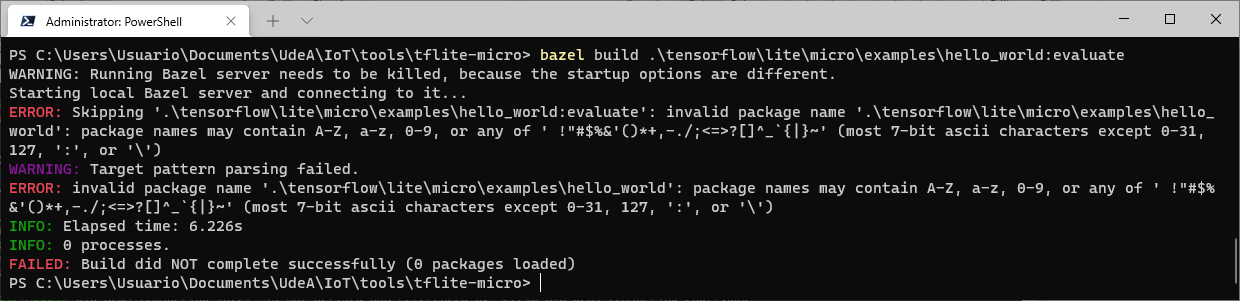 Administrator: PowerShell
PS C:\Users\Usuario\Documents\UdeA\IoT\tools\tflite-micro> bazel build .\tensorflow\lite\micro\examples\hello_world:evaluate
WARNING: Running Bazel server needs to be killed, because the startup options are different.
Starting local Bazel server and connecting to it...
ERROR: Skipping '.\tensorflow\lite\micro\examples\hello_world:evaluate': invalid package name '.\tensorflow\lite\micro\examples\hello_
world': package names may contain A-Z, a-z, 0-9, or any of ' !"#$%&'()*+,-./;<=>?[]^_`{|}~' (most 7-bit ascii characters except 0-31,
127, ':', or '\')
WARNING: Target pattern parsing failed.
ERROR: invalid package name '.\tensorflow\lite\micro\examples\hello_world': package names may contain A-Z, a-z, 0-9, or any of ' !"#$%
&'()*+,-./;<=>?[]^_`{|}~' (most 7-bit ascii characters except 0-31, 127, ':', or '\')
INFO: Elapsed time: 6.226s
INFO: 0 processes.
FAILED: Build did NOT complete successfully (0 packages loaded)
PS C:\Users\Usuario\Documents\UdeA\IoT\tools\tflite-micro>